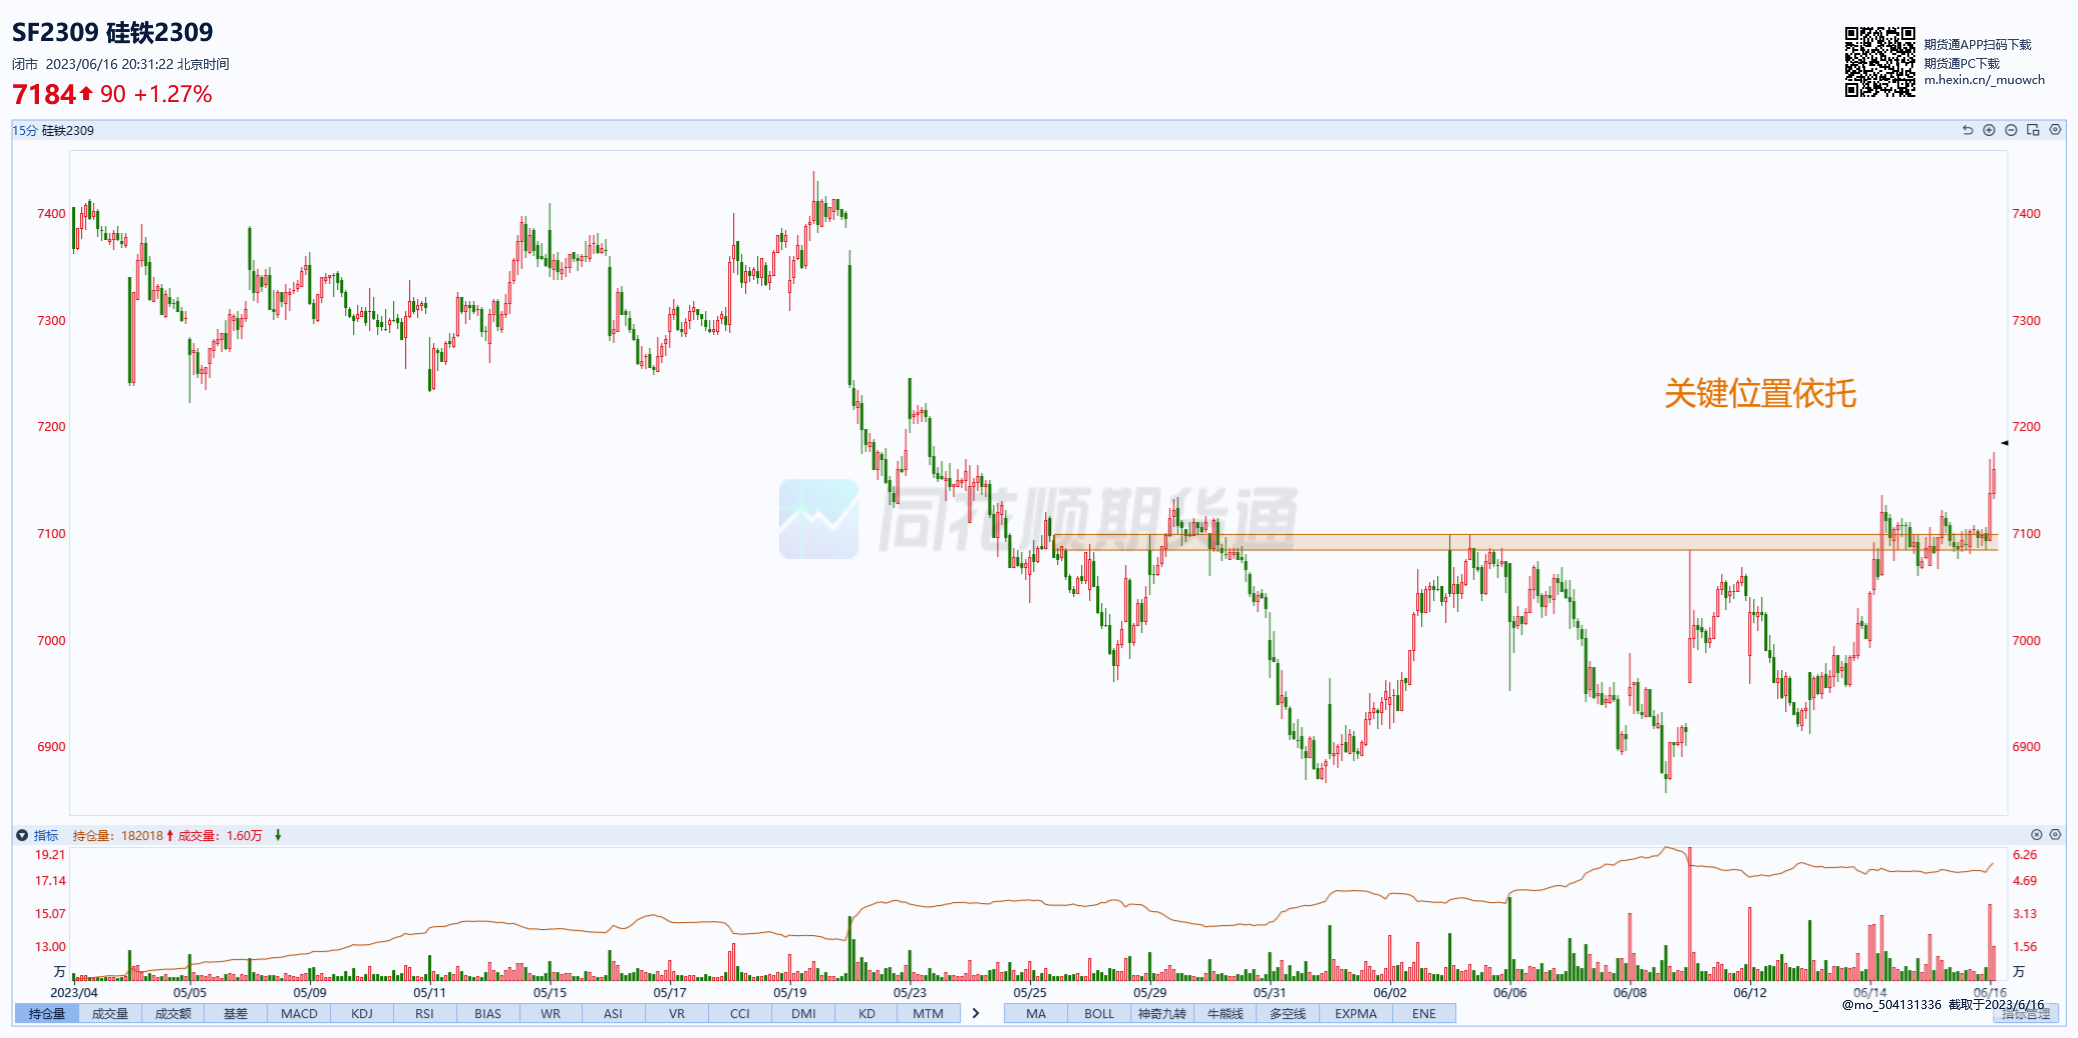 SF2309 硅铁2309
闭市 2023/06/16 20:31:22 北京时间
7184 90 +1.27%
期货通APP扫码下载
期货通PC下载
m.hexin.cn/_muowch
15分 硅铁2309
7400 7400
7300 7300
关键位置依托
7200 7200
同花顺期货通
7100 7100
7000 7000
6900 6900
指标 持仓量: 182018 成交量: 1.60万
19.21 6.26
17.14 4.69
15.07 3.13
13.00 1.56
万 万
2023/04 05/05 05/09 05/11 05/15 05/17 05/19 05/23 05/25 05/29 05/31 06/02 06/06 06/08 06/12 06/14 06/16
@mo_504131336 截取于2023/6/16
持仓量 成交量 成交额 基差 MACD KDJ RSI BIAS WR ASI VR CCI DMI KD MTM MA BOLL 神奇九转 牛熊线 多空线 EXPMA ENE 指标管理